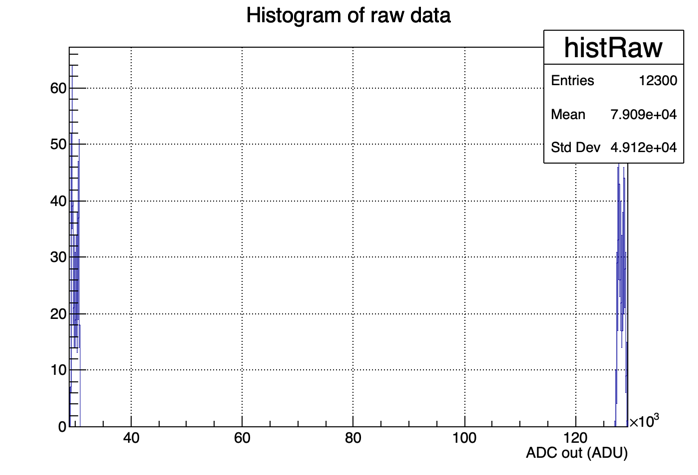 Histogram of raw data
histRaw
Entries 12300
Mean 7.909e+04
Std Dev 4.912e+04
60
50
40
30
20
10
0
40 60 80 100 120
×10³
ADC out (ADU)